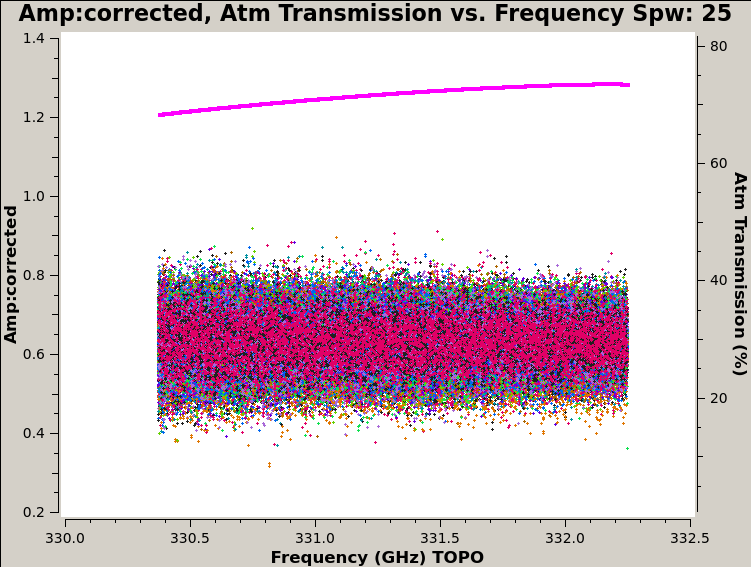 Amp:corrected, Atm Transmission vs. Frequency Spw: 25
1.4
1.2
1.0
0.8
0.6
0.4
0.2
Amp:corrected
80
60
40
20
Atm Transmission (%)
330.0 330.5 331.0 331.5 332.0 332.5
Frequency (GHz) TOPO